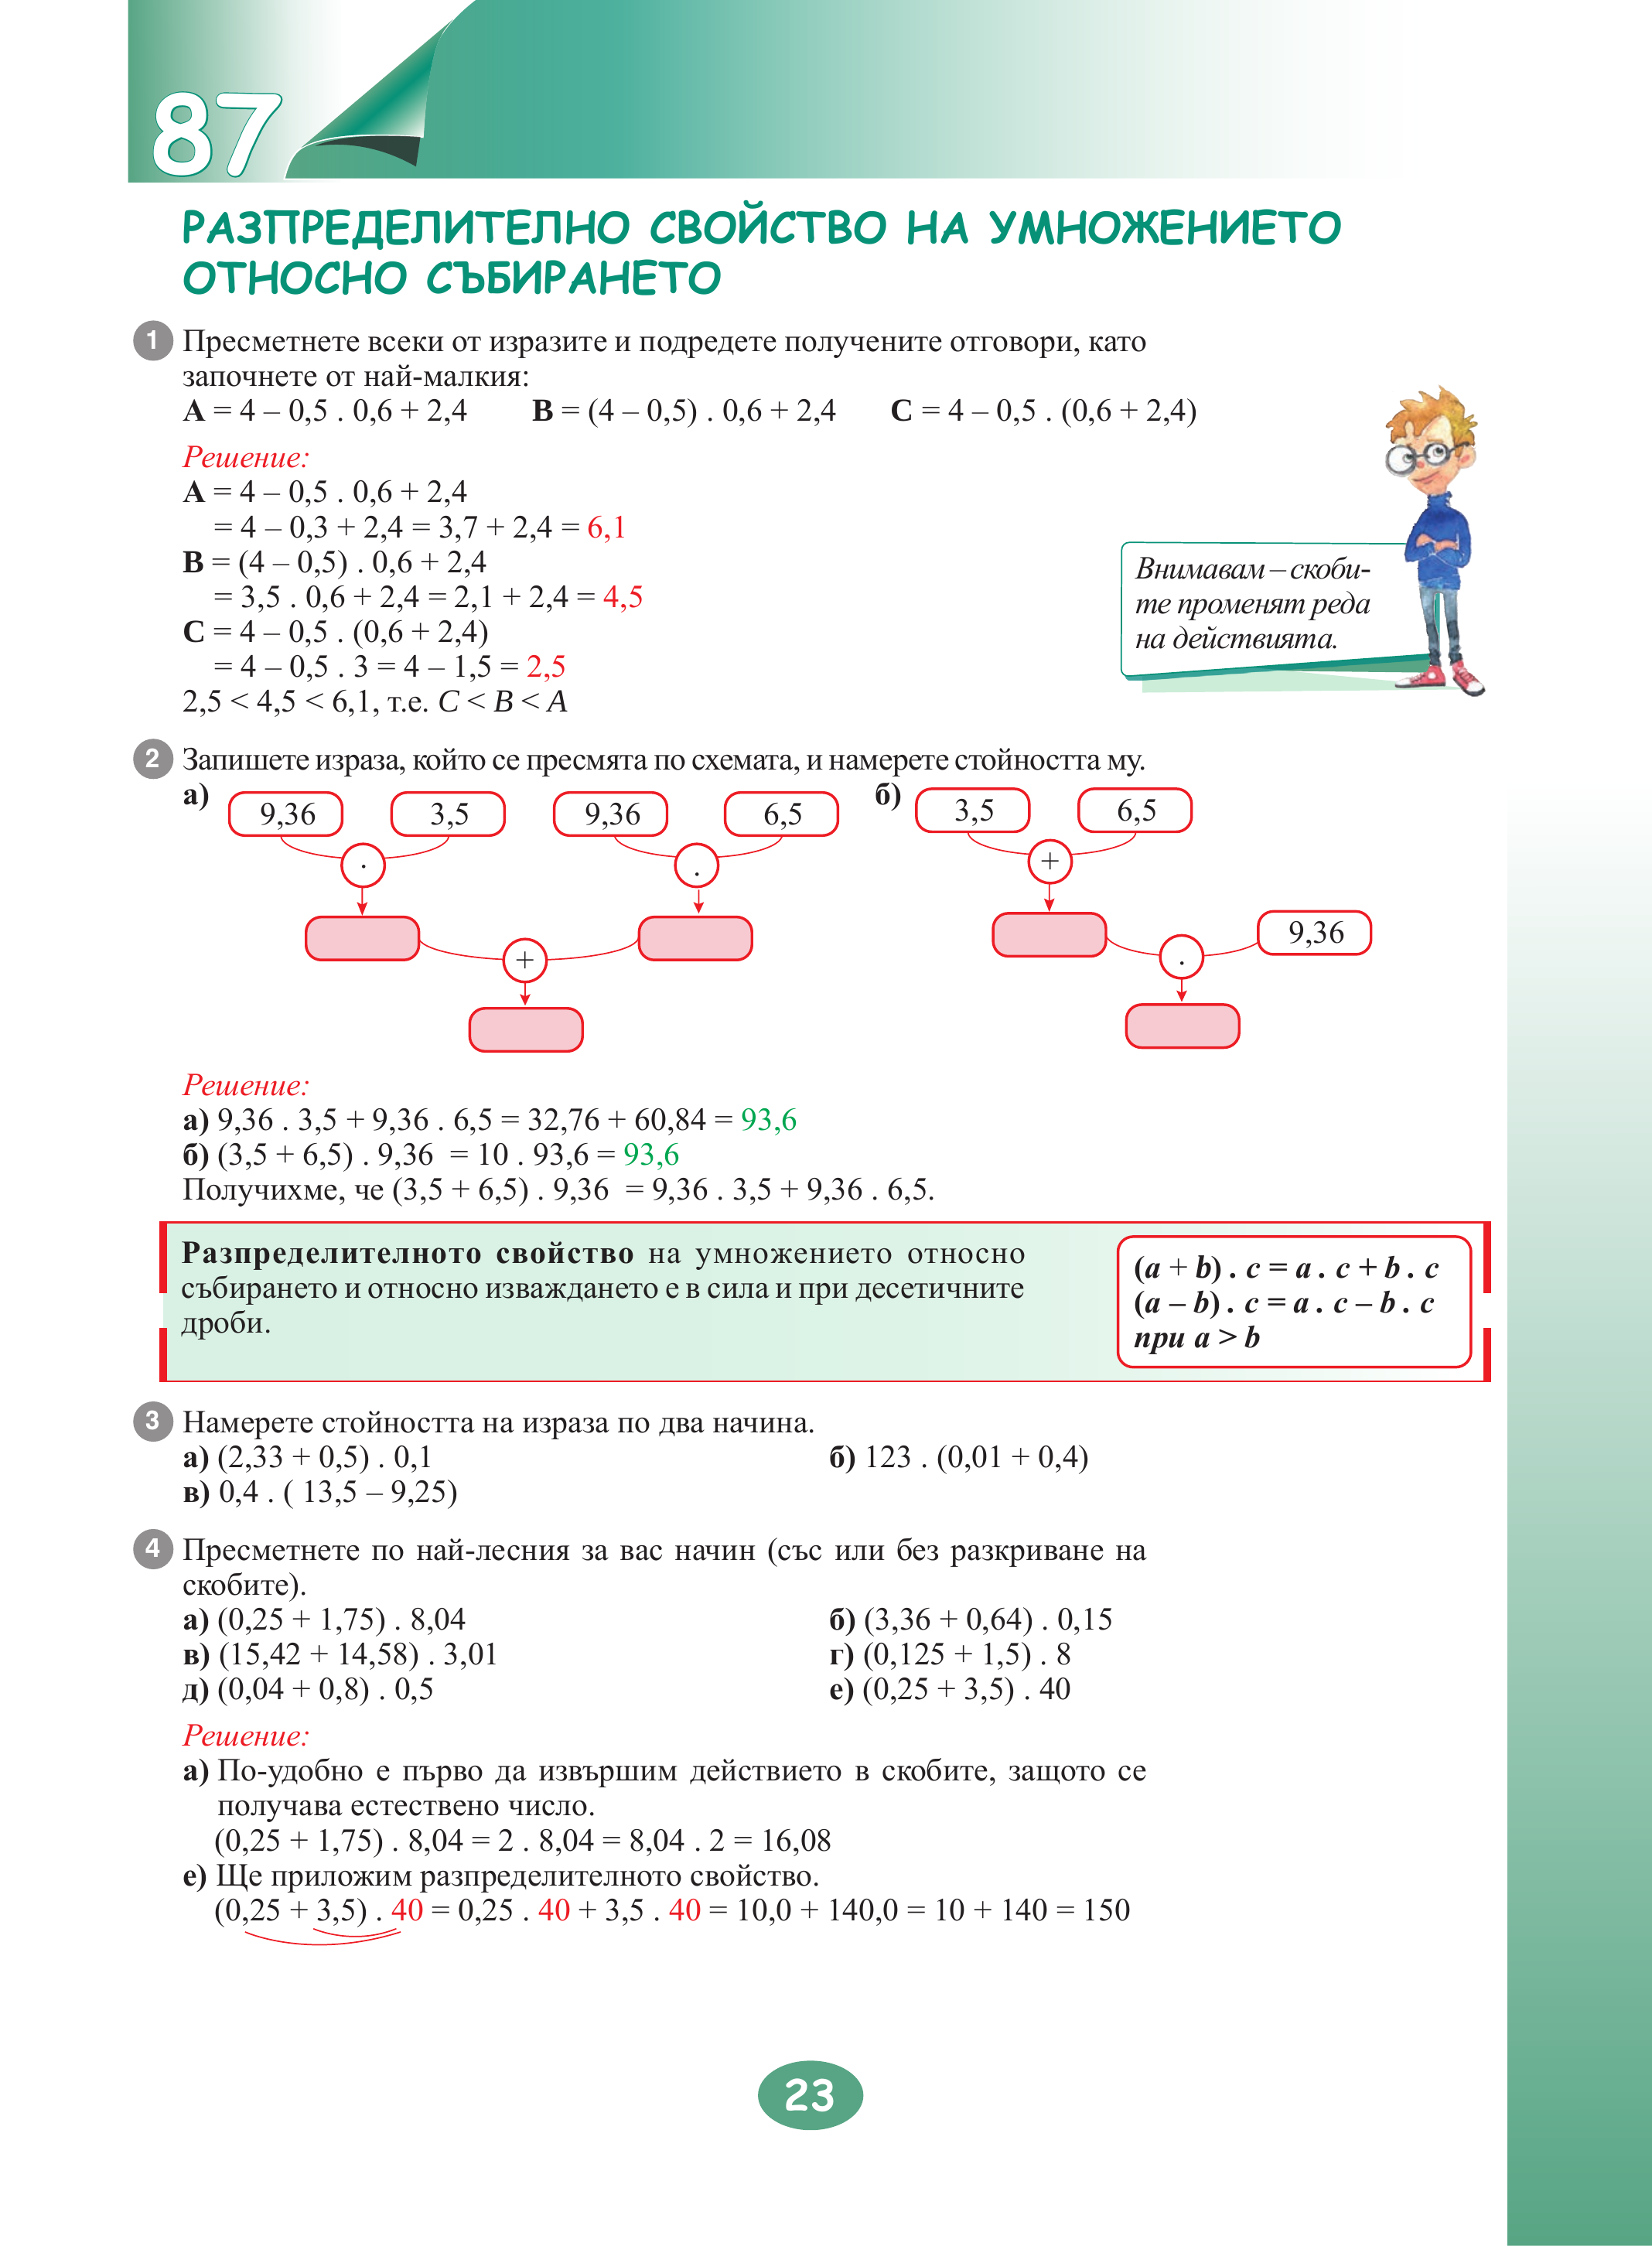 87
РАЗПРЕДЕЛИТЕЛНО СВОЙСТВО НА УМНОЖЕНИЕТО
ОТНОСНО СЪБИРАНЕТО
1 Пресметнете всеки от изразите и подредете получените отговори, като
започнете от най-малкия:
A = 4 – 0,5 . 0,6 + 2,4 B = (4 – 0,5) . 0,6 + 2,4 C = 4 – 0,5 . (0,6 + 2,4)
Решение:
A = 4 – 0,5 . 0,6 + 2,4
= 4 – 0,3 + 2,4 = 3,7 + 2,4 = 6,1
B = (4 – 0,5) . 0,6 + 2,4
= 3,5 . 0,6 + 2,4 = 2,1 + 2,4 = 4,5
C = 4 – 0,5 . (0,6 + 2,4)
= 4 – 0,5 . 3 = 4 – 1,5 = 2,5
2,5 < 4,5 < 6,1, т.е. C < B < A
Внимавам – скоби-
те променят реда
на действията.
2 Запишете израза, който се пресмята по схемата, и намерете стойността му.
а) 9,36 3,5 9,36 6,5
. .
+
б) 3,5 6,5
+
9,36
.
Решение:
а) 9,36 . 3,5 + 9,36 . 6,5 = 32,76 + 60,84 = 93,6
б) (3,5 + 6,5) . 9,36 = 10 . 93,6 = 93,6
Получихме, че (3,5 + 6,5) . 9,36 = 9,36 . 3,5 + 9,36 . 6,5.
Разпределителното свойство на умножението относно
събирането и относно изваждането е в сила и при десетичните
дроби.
(a + b) . c = a . c + b . c
(a – b) . c = a . c – b . c
при a > b
3 Намерете стойността на израза по два начина.
а) (2,33 + 0,5) . 0,1 б) 123 . (0,01 + 0,4)
в) 0,4 . ( 13,5 – 9,25)
4 Пресметнете по най-лесния за вас начин (със или без разкриване на
скобите).
а) (0,25 + 1,75) . 8,04 б) (3,36 + 0,64) . 0,15
в) (15,42 + 14,58) . 3,01 г) (0,125 + 1,5) . 8
д) (0,04 + 0,8) . 0,5 е) (0,25 + 3,5) . 40
Решение:
а) По-удобно е първо да извършим действието в скобите, защото се
получава естествено число.
(0,25 + 1,75) . 8,04 = 2 . 8,04 = 8,04 . 2 = 16,08
е) Ще приложим разпределителното свойство.
(0,25 + 3,5) . 40 = 0,25 . 40 + 3,5 . 40 = 10,0 + 140,0 = 10 + 140 = 150
23